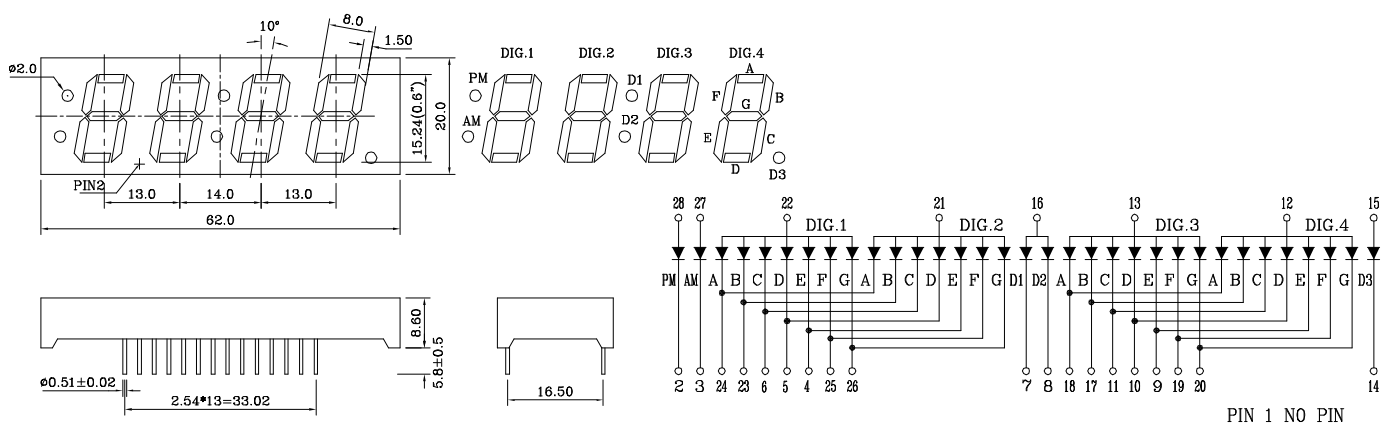 10°
8.0
1.50
ø2.0
15.24(0.6")
20.0
PIN2
13.0 14.0 13.0
62.0
DIG.1 DIG.2 DIG.3 DIG.4
PM
AM
D1
D2
A
F B
G
E C
D D3
8.60
5.8±0.5
ø0.51±0.02
2.54*13=33.02
16.50
28 27 22 21 16 13 12 15
DIG.1 DIG.2 DIG.3 DIG.4
PM AM A B C D E F G A B C D E F G D1 D2 A B C D E F G A B C D E F G D3
2 3 24 23 6 5 4 25 26 7 8 18 17 11 10 9 19 20 14
PIN 1 NO PIN